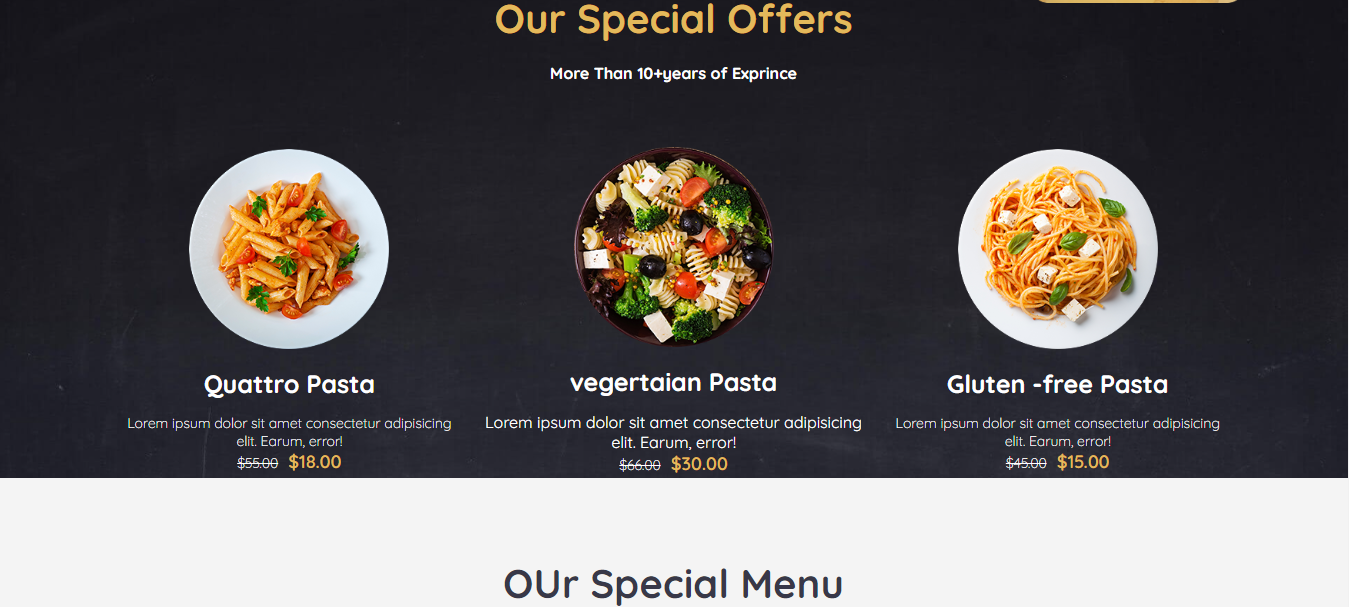 Our Special Offers
More Than 10+years of Exprince
Quattro Pasta
Lorem ipsum dolor sit amet consectetur adipisicing
elit. Earum, error!
$55.00 $18.00
vegertaian Pasta
Lorem ipsum dolor sit amet consectetur adipisicing
elit. Earum, error!
$66.00 $30.00
Gluten -free Pasta
Lorem ipsum dolor sit amet consectetur adipisicing
elit. Earum, error!
$45.00 $15.00
OUr Special Menu